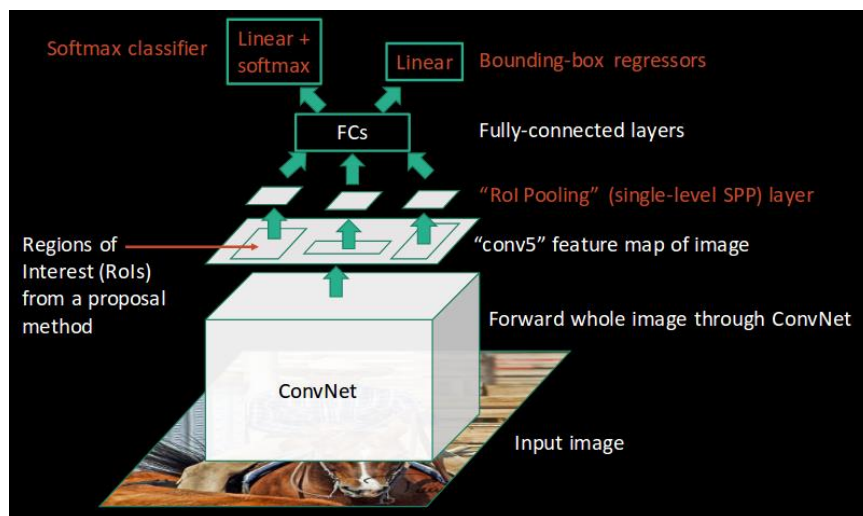 Softmax classifier
Linear +
softmax
Linear
Bounding-box regressors
FCs
Fully-connected layers
"RoI Pooling" (single-level SPP) layer
Regions of
Interest (RoIs)
from a proposal
method
"conv5" feature map of image
Forward whole image through ConvNet
ConvNet
Input image